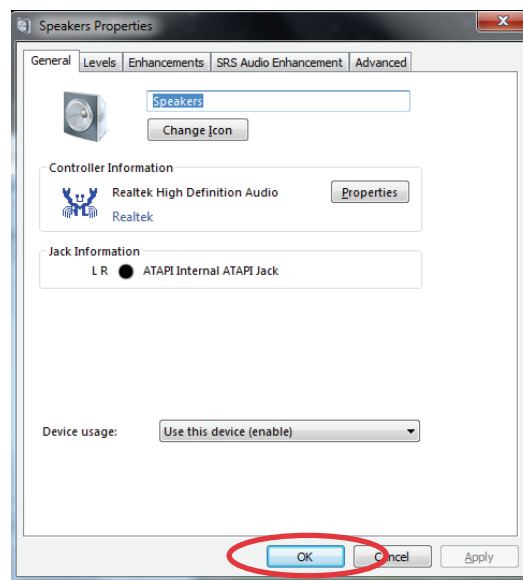 Speakers Properties
General Levels Enhancements SRS Audio Enhancement Advanced
Speakers
Change Icon
Controller Information
Realtek High Definition Audio Properties
Realtek
Jack Information
L R ATAPI Internal ATAPI Jack
Device usage: Use this device (enable)
OK Cancel Apply